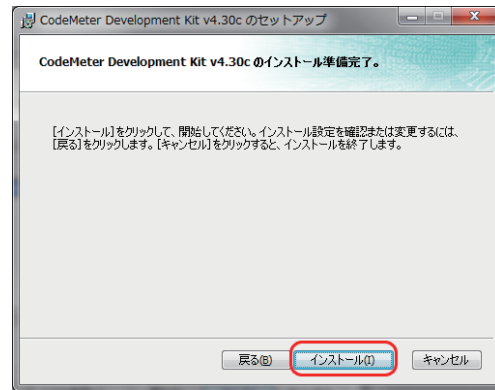 CodeMeter Development Kit v4.30c のセットアップ
CodeMeter Development Kit v4.30c のインストール準備完了。
[インストール]をクリックして、開始してください。インストール設定を確認または変更するには、
[戻る]をクリックします。[キャンセル]をクリックすると、インストールを終了します。
戻る(B) インストール(I) キャンセル